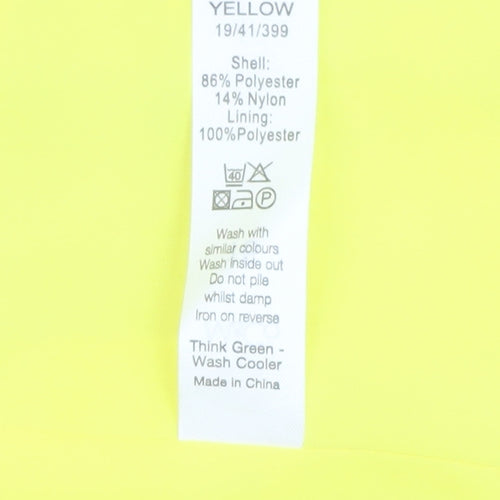 YELLOW
19/41/399
Shell:
86% Polyester
14% Nylon
Lining:
100%Polyester
40
P
Wash with
similar colours
Wash inside out
Do not pile
whilst damp
Iron on reverse
Think Green -
Wash Cooler
Made in China